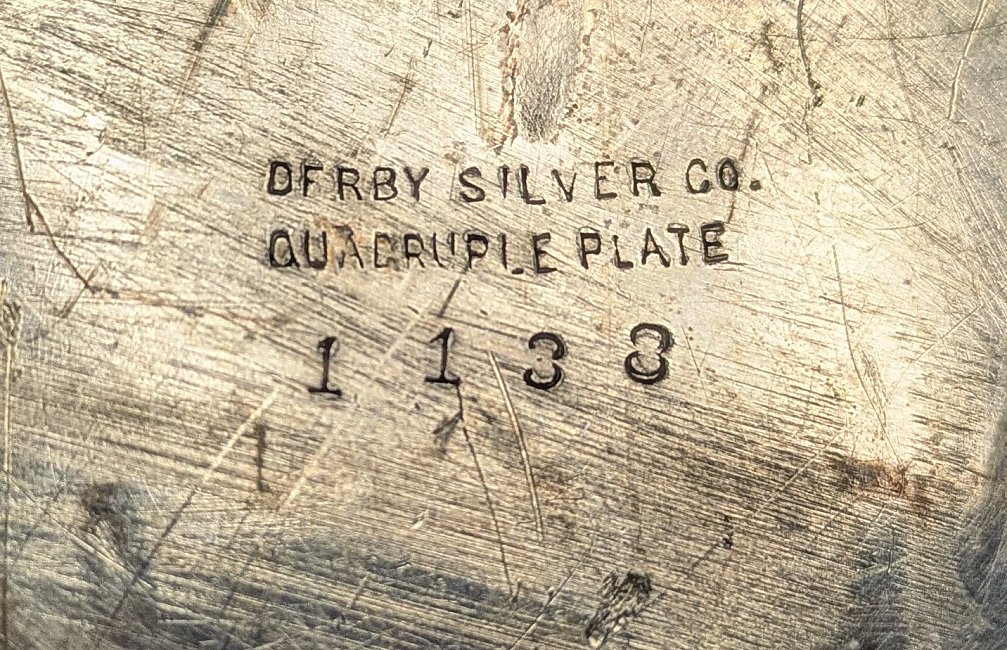 DERBY SILVER CO.
QUADRUPLE PLATE
1133